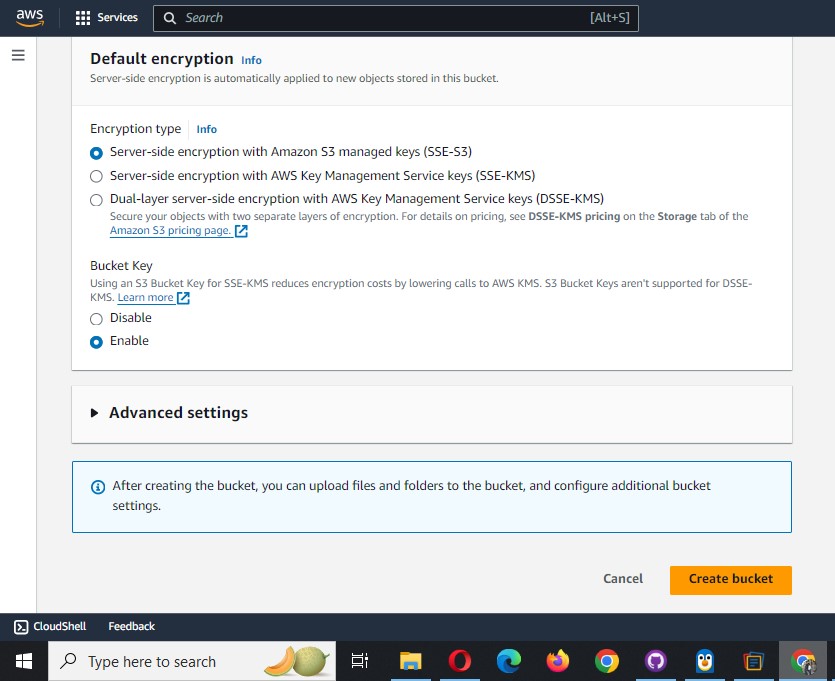 aws
Services
Search
[Alt+S]
Default encryption Info
Server-side encryption is automatically applied to new objects stored in this bucket.
Encryption type Info
Server-side encryption with Amazon S3 managed keys (SSE-S3)
Server-side encryption with AWS Key Management Service keys (SSE-KMS)
Dual-layer server-side encryption with AWS Key Management Service keys (DSSE-KMS)
Secure your objects with two separate layers of encryption. For details on pricing, see DSSE-KMS pricing on the Storage tab of the
Amazon S3 pricing page.
Bucket Key
Using an S3 Bucket Key for SSE-KMS reduces encryption costs by lowering calls to AWS KMS. S3 Bucket Keys aren't supported for DSSE-
KMS. Learn more
Disable
Enable
Advanced settings
After creating the bucket, you can upload files and folders to the bucket, and configure additional bucket
settings.
Cancel
Create bucket
CloudShell
Feedback
Type here to search